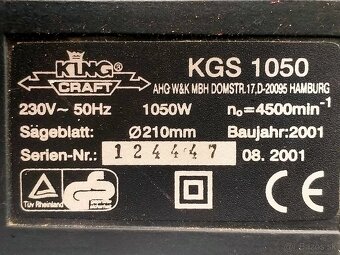 KING
CRAFT
KGS 1050
AHG W&K MBH DOMSTR.17,D-20095 HAMBURG
230V~ 50Hz 1050W n₀=4500min⁻¹
Sägeblatt: Ø210mm Baujahr:2001
Serien-Nr.: 124447 08.2001
TÜV Rheinland
CE